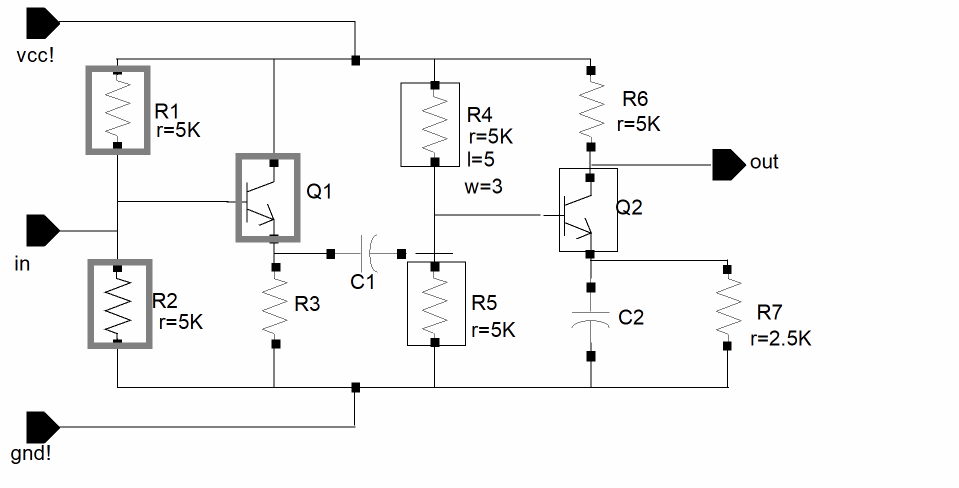 vcc!
R1
r=5K
R4
r=5K
l=5
w=3
R6
r=5K
out
Q1
Q2
in
R2
r=5K
C1
R3
R5
r=5K
C2
R7
r=2.5K
gnd!